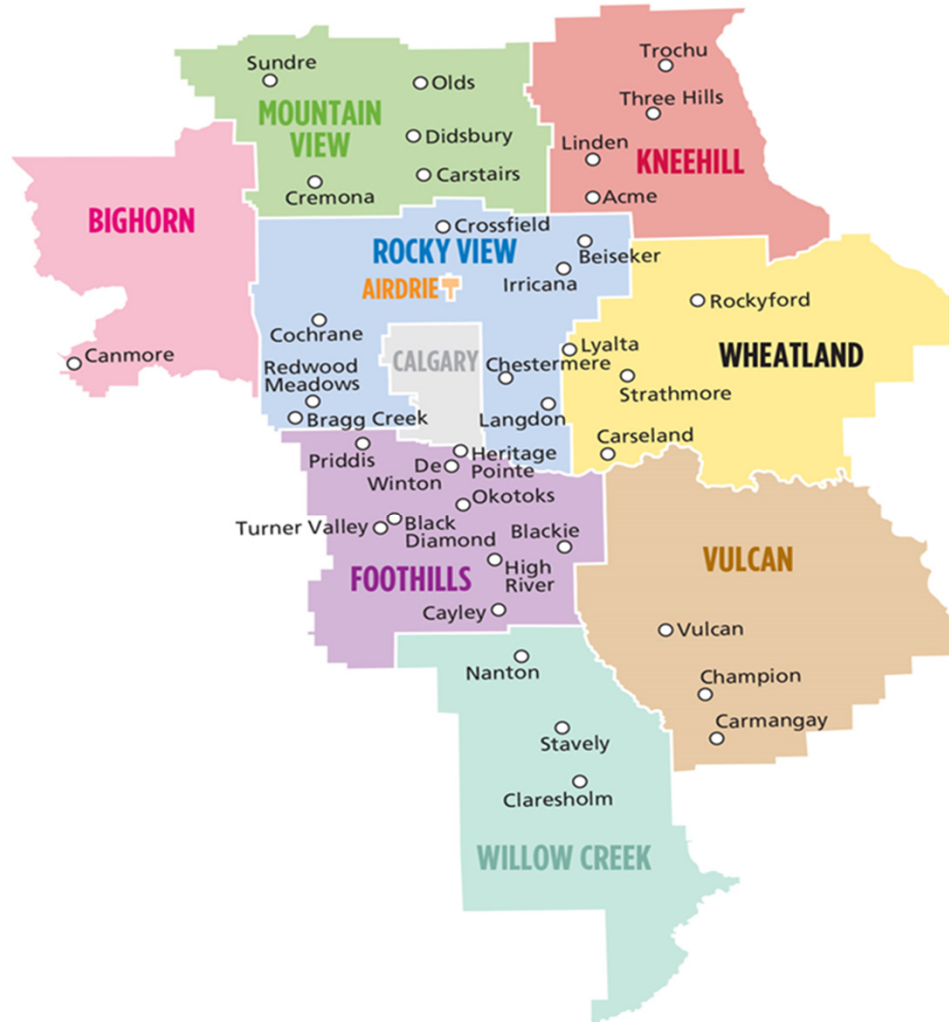 Sundre
Olds
MOUNTAIN
VIEW
Didsbury
Carstairs
Cremona
Trochu
Three Hills
Linden
KNEEHILL
Acme
BIGHORN
Canmore
Crossfield
ROCKY VIEW
Beiseker
Irricana
AIRDRIE
Cochrane
CALGARY
Redwood
Meadows
Bragg Creek
Chestermere
Langdon
Rockyford
Lyalta
WHEATLAND
Strathmore
Carseland
Priddis
Heritage
Pointe
De
Winton
Okotoks
Turner Valley
Black
Diamond
Blackie
FOOTHILLS
High
River
Cayley
VULCAN
Vulcan
Champion
Carmangay
Nanton
Stavely
Claresholm
WILLOW CREEK